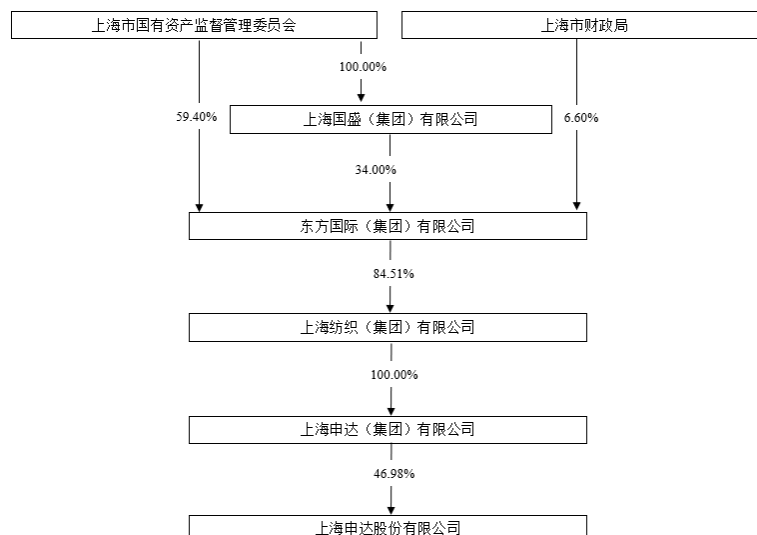 上海市国有资产监督管理委员会
上海市财政局
100.00%
59.40%
上海国盛（集团）有限公司
6.60%
34.00%
东方国际（集团）有限公司
84.51%
上海纺织（集团）有限公司
100.00%
上海申达（集团）有限公司
46.98%
上海申达股份有限公司